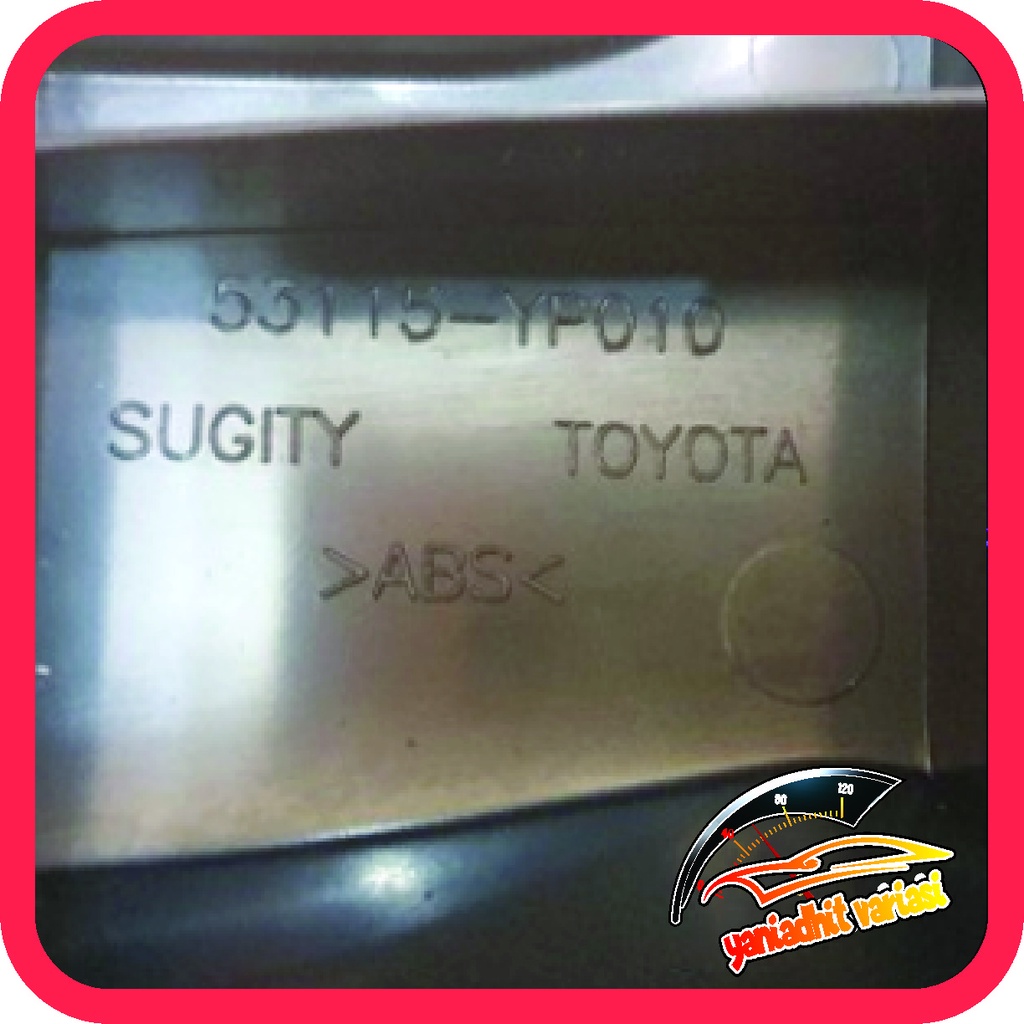 53115-YP010
SUGITY TOYOTA
>ABS<
80 120
yaniadhit variasi